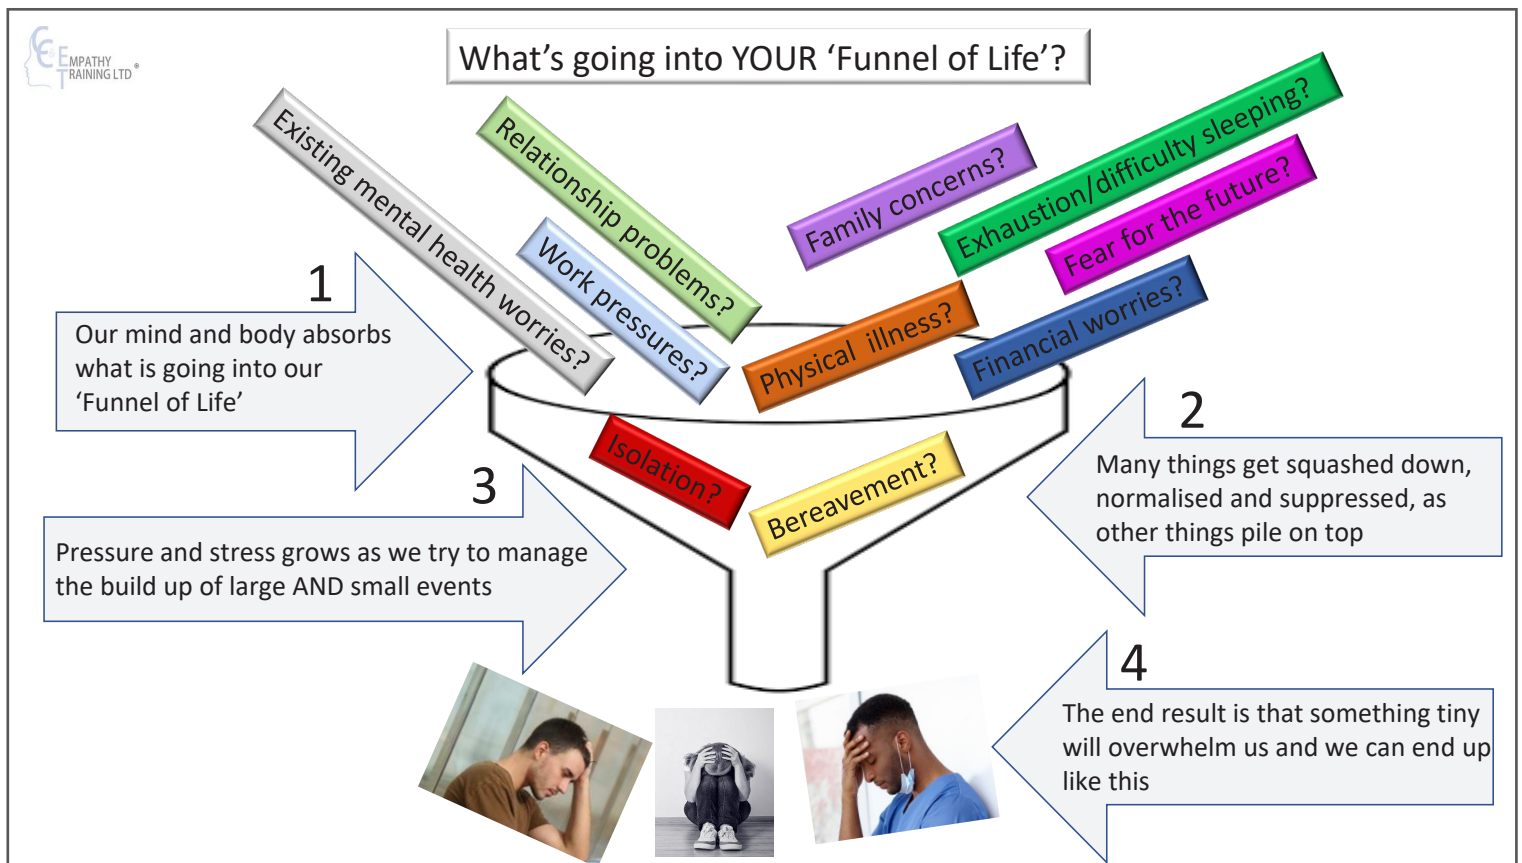 EMPATHY
TRAINING LTD ®
What's going into YOUR 'Funnel of Life'?
Existing mental health worries?
Relationship problems?
Work pressures?
Family concerns?
Exhaustion/difficulty sleeping?
Fear for the future?
Physical illness?
Financial worries?
Isolation?
Bereavement?
1
Our mind and body absorbs
what is going into our
'Funnel of Life'
2
Many things get squashed down,
normalised and suppressed, as
other things pile on top
3
Pressure and stress grows as we try to manage
the build up of large AND small events
4
The end result is that something tiny
will overwhelm us and we can end up
like this